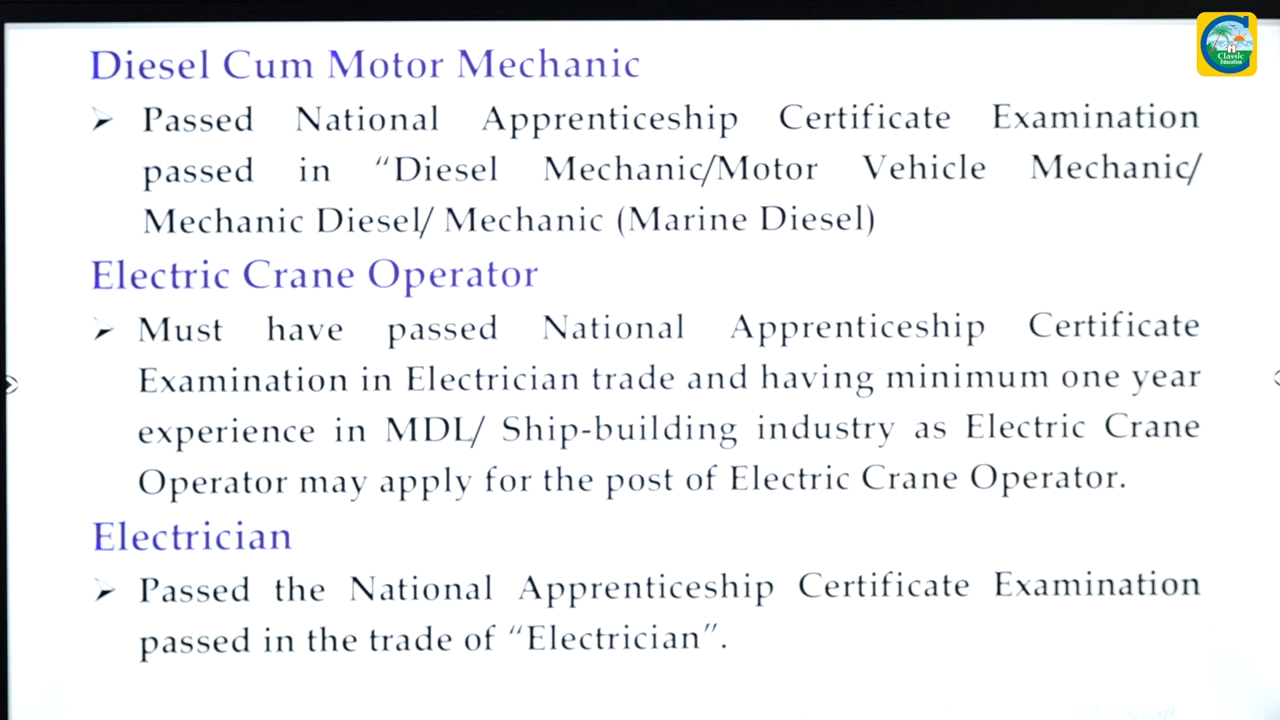 Classic
Education
Diesel Cum Motor Mechanic
➤ Passed National Apprenticeship Certificate Examination
passed in “Diesel Mechanic/Motor Vehicle Mechanic/
Mechanic Diesel/ Mechanic (Marine Diesel)
Electric Crane Operator
➤ Must have passed National Apprenticeship Certificate
Examination in Electrician trade and having minimum one year
experience in MDL/ Ship-building industry as Electric Crane
Operator may apply for the post of Electric Crane Operator.
Electrician
➤ Passed the National Apprenticeship Certificate Examination
passed in the trade of “Electrician”.